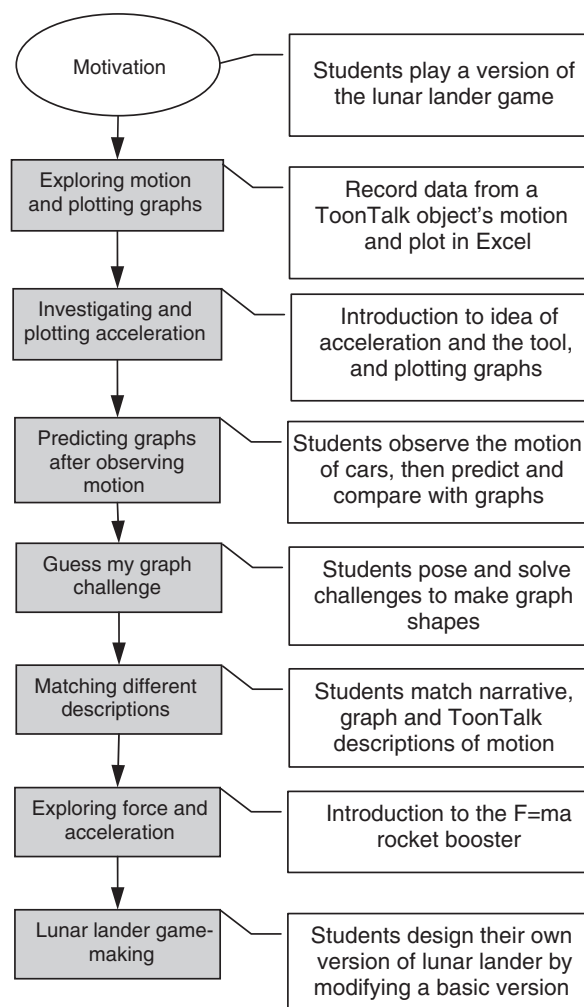 Motivation
Students play a version of
the lunar lander game
Exploring motion
and plotting graphs
Record data from a
ToonTalk object's motion
and plot in Excel
Investigating and
plotting acceleration
Introduction to idea of
acceleration and the tool,
and plotting graphs
Predicting graphs
after observing
motion
Students observe the motion
of cars, then predict and
compare with graphs
Guess my graph
challenge
Students pose and solve
challenges to make graph
shapes
Matching different
descriptions
Students match narrative,
graph and ToonTalk
descriptions of motion
Exploring force and
acceleration
Introduction to the F=ma
rocket booster
Lunar lander game-
making
Students design their own
version of lunar lander by
modifying a basic version